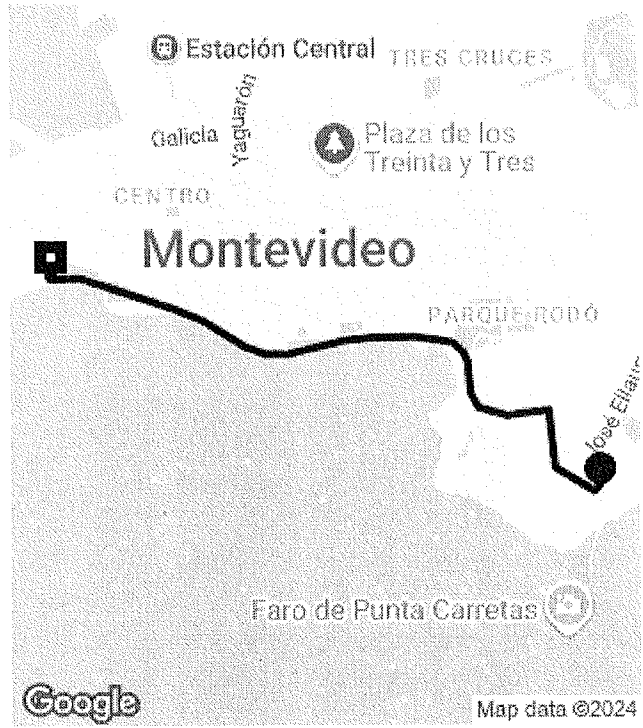 Estación Central
TRES CRUCES
Galicia
Yaguarón
Plaza de los
Treinta y Tres
CENTRO
Montevideo
PARQUE RODÓ
José Ellauri
Faro de Punta Carretas
Google
Map data ©2024